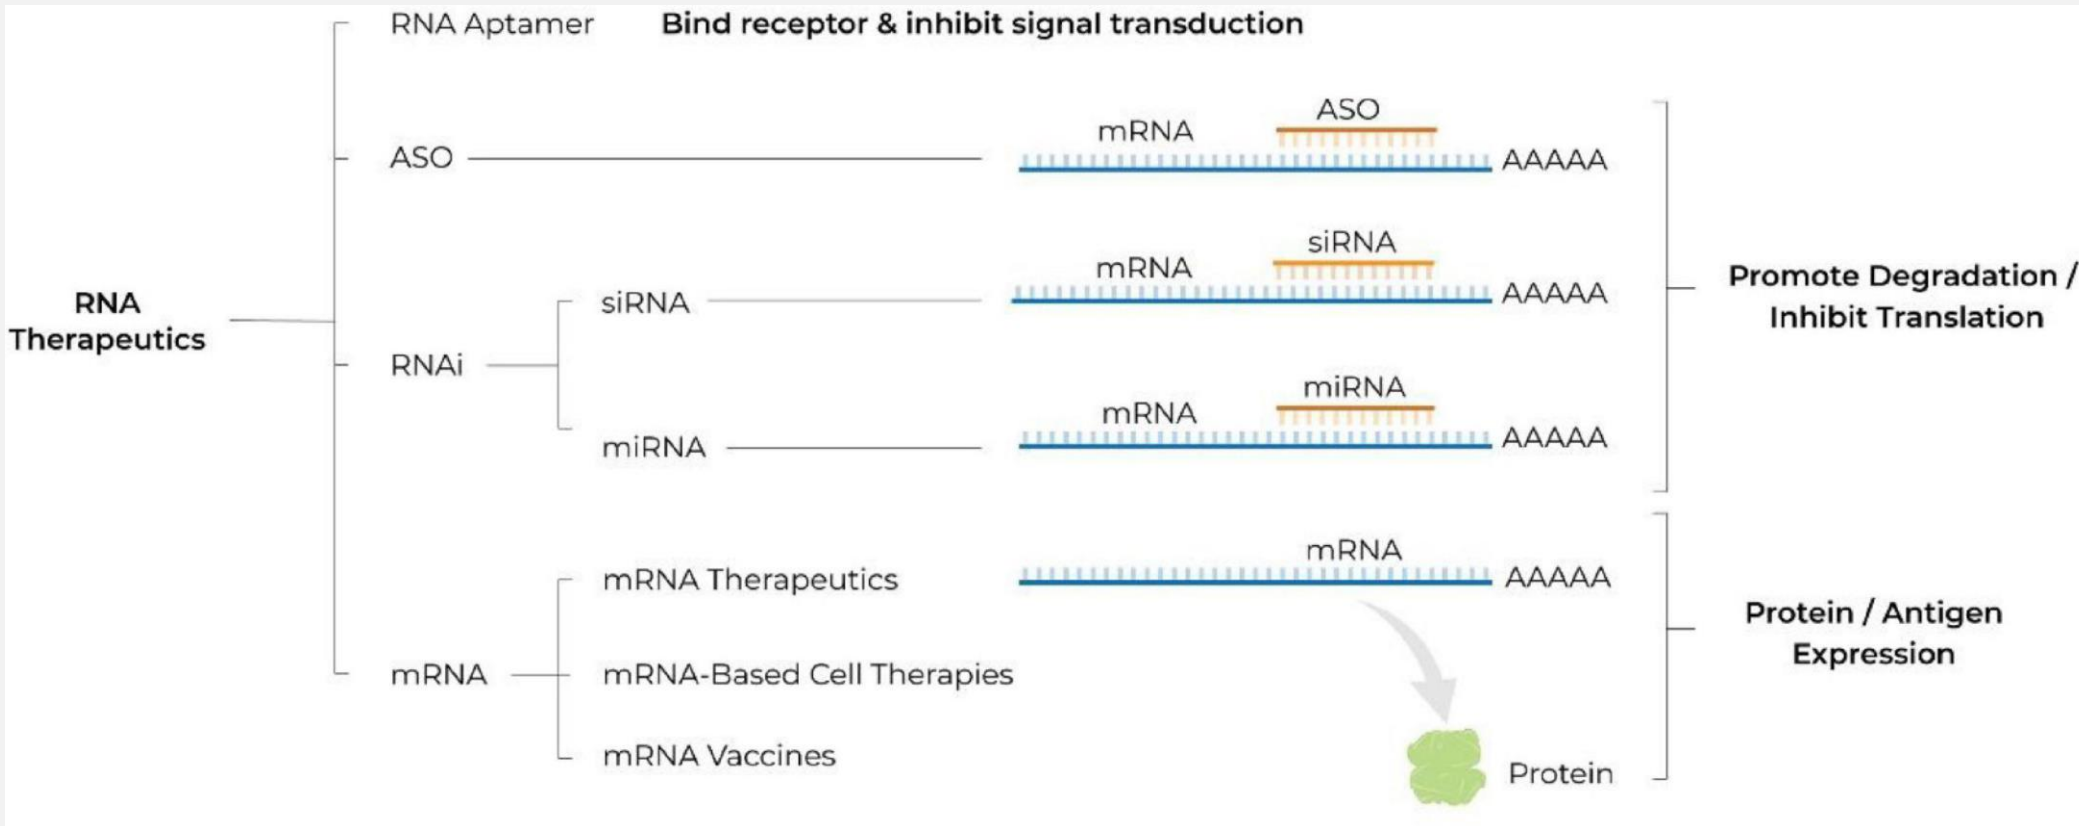 RNA Aptamer Bind receptor & inhibit signal transduction
ASO
mRNA
ASO
AAAAA
RNA
Therapeutics
RNAi
siRNA
mRNA
siRNA
AAAAA
miRNA
mRNA
miRNA
AAAAA
Promote Degradation /
Inhibit Translation
mRNA
mRNA Therapeutics
mRNA
AAAAA
mRNA-Based Cell Therapies
mRNA Vaccines
Protein
Protein / Antigen
Expression